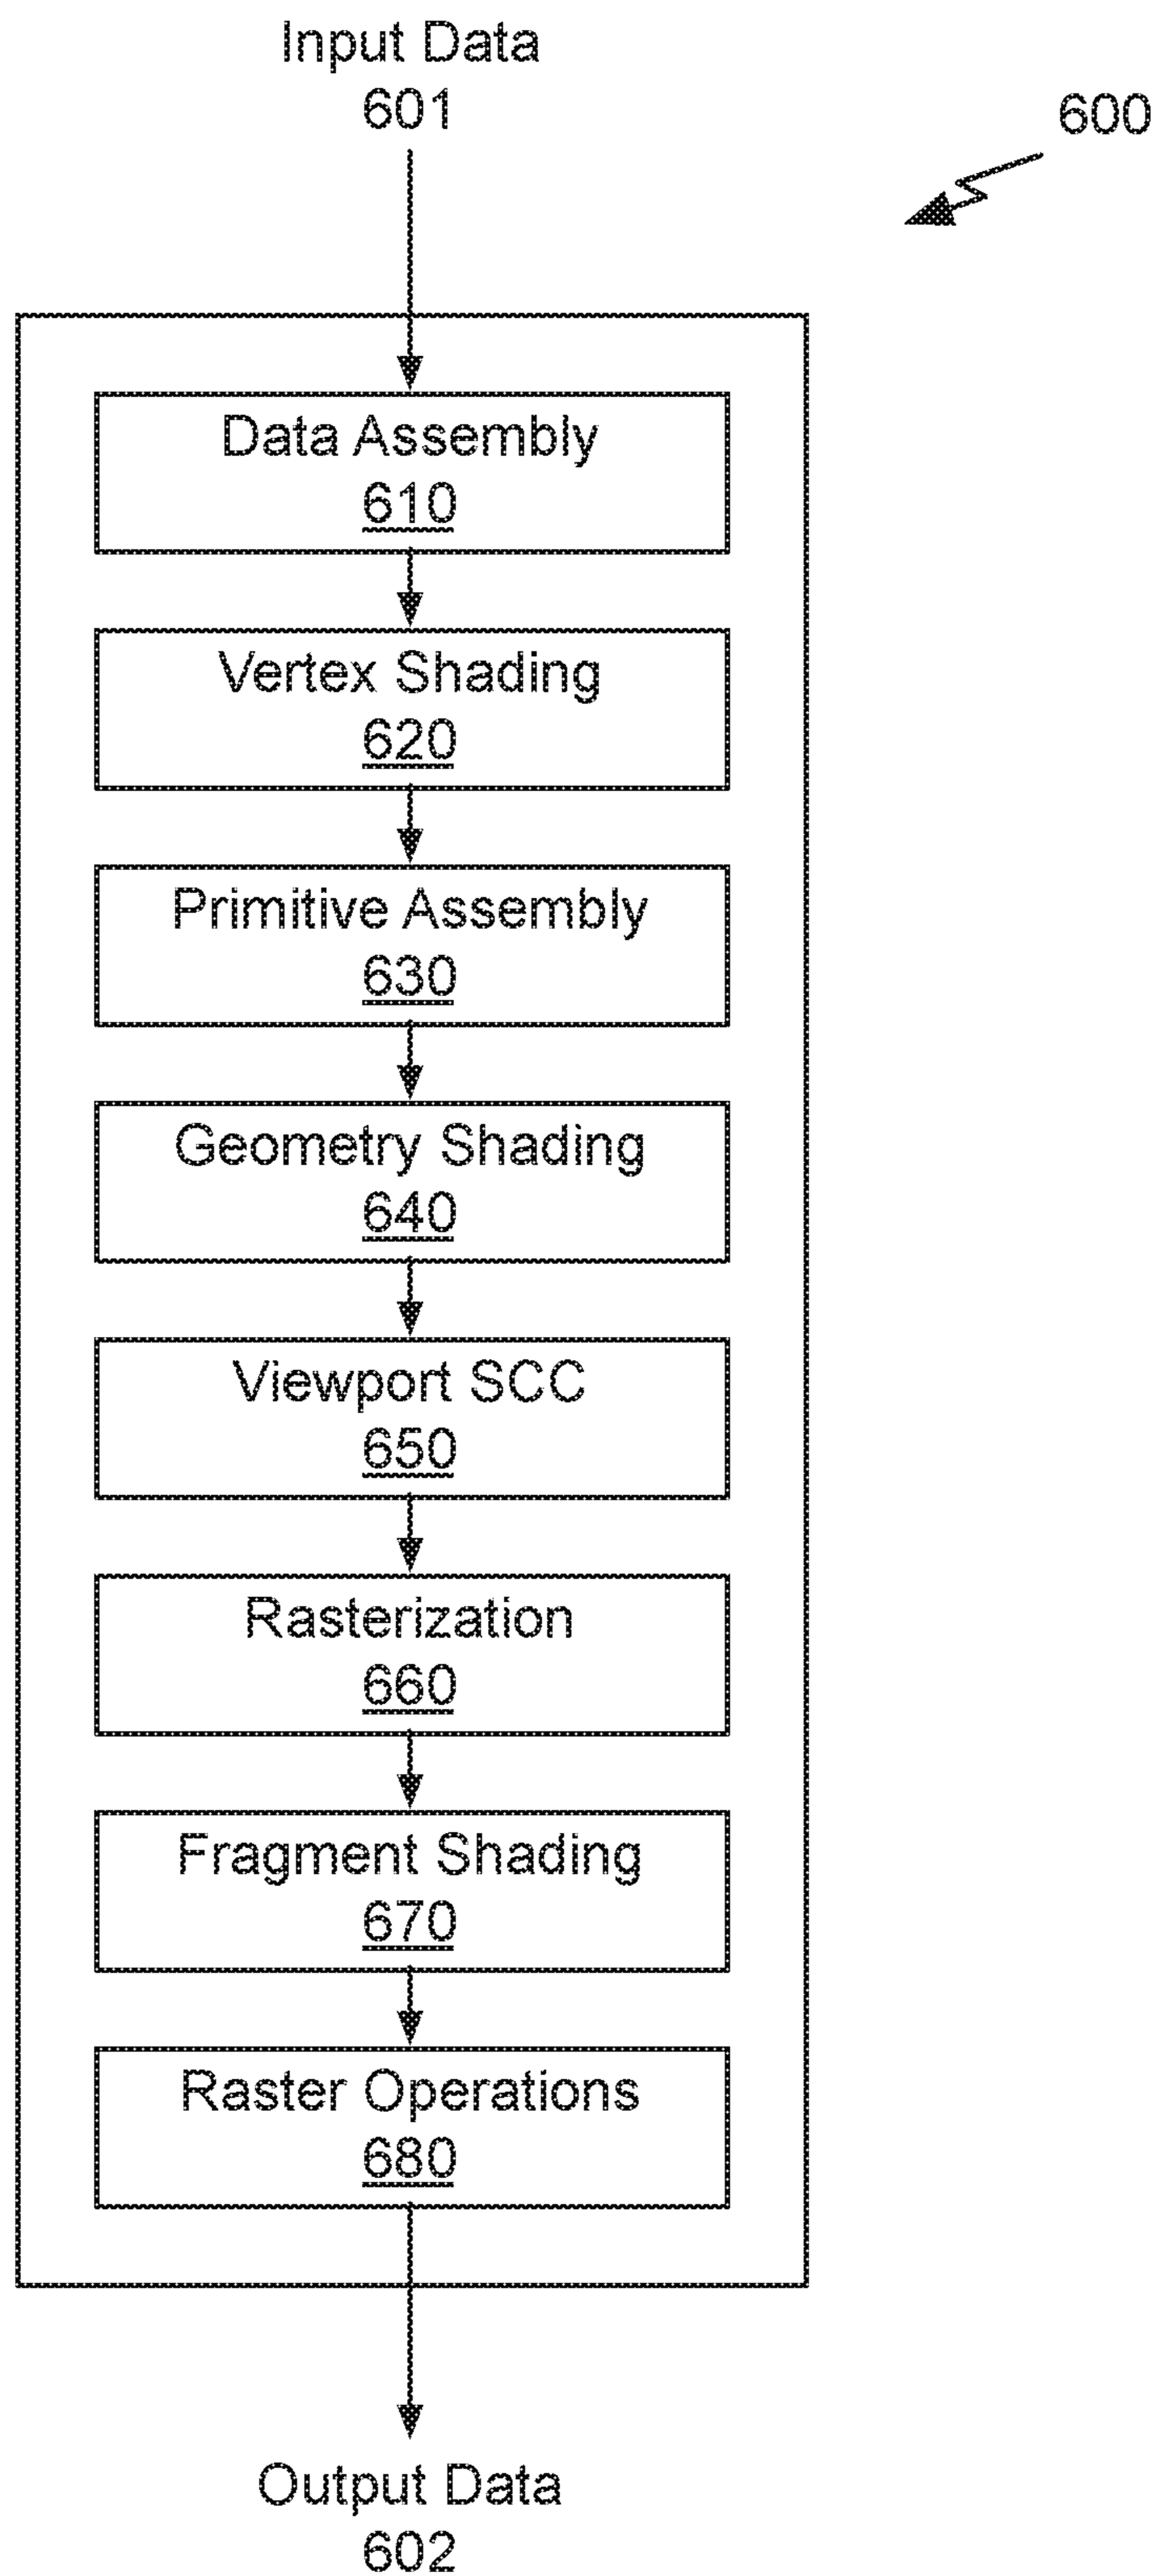 Input Data
601
600
Data Assembly
610
Vertex Shading
620
Primitive Assembly
630
Geometry Shading
640
Viewport SCC
650
Rasterization
660
Fragment Shading
670
Raster Operations
680
Output Data
602